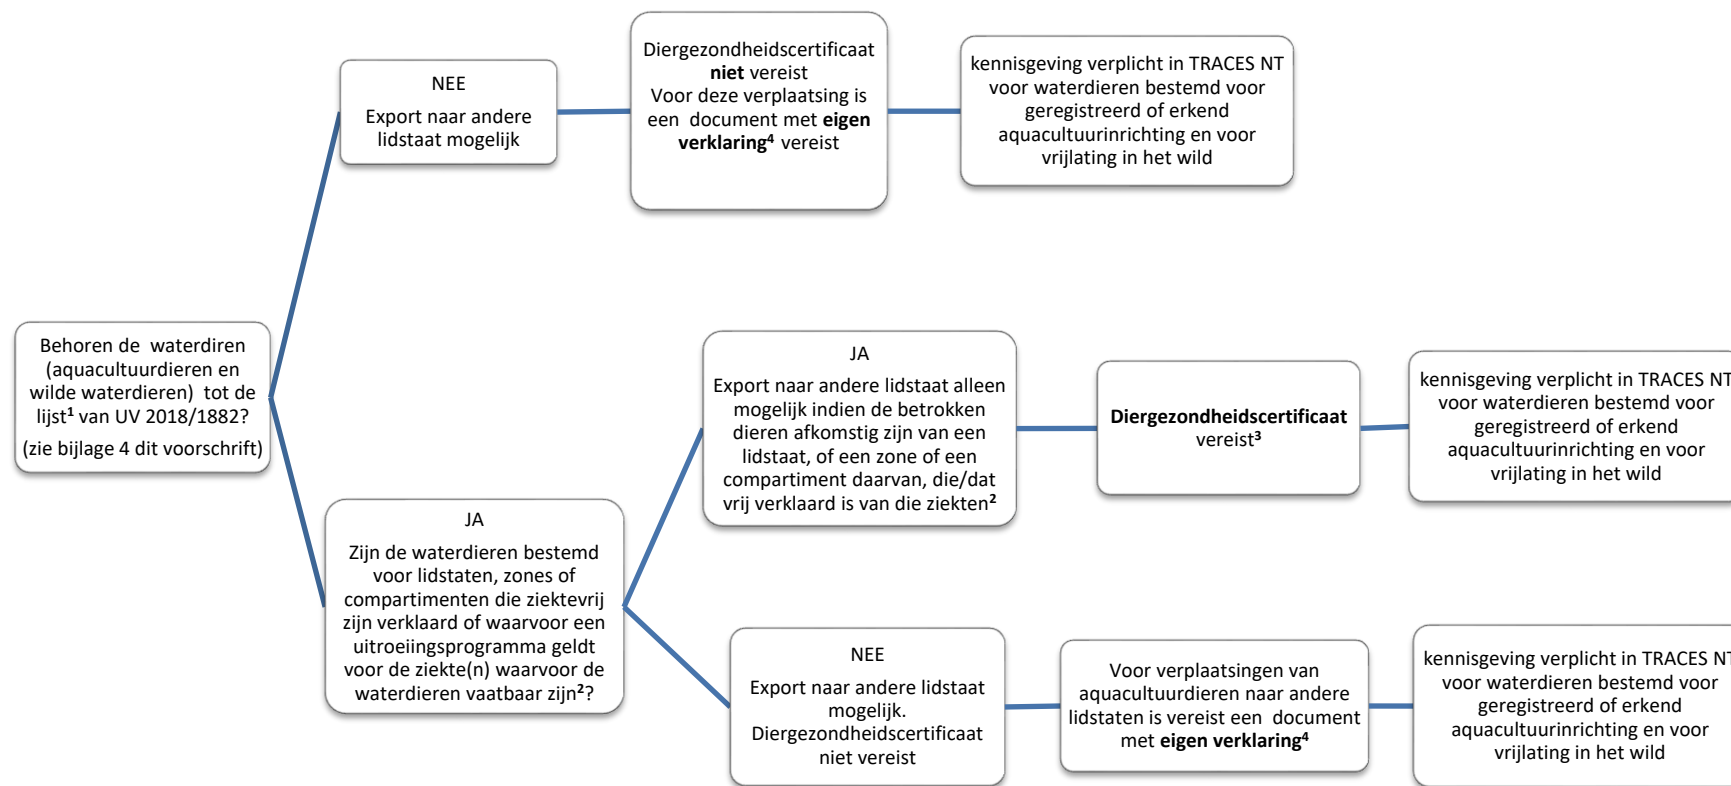 NEE
Export naar andere
lidstaat mogelijk
Diergezondheidscertificaat
niet vereist
Voor deze verplaatsing is
een document met eigen
verklaring⁴ vereist
kennisgeving verplicht in TRACES NT
voor waterdieren bestemd voor
geregistreerd of erkend
aquacultuurinrichting en voor
vrijlating in het wild
Behoren de waterdiren
(aquacultuurdieren en
wilde waterdieren) tot de
lijst¹ van UV 2018/1882?
(zie bijlage 4 dit voorschrift)
JA
Zijn de waterdieren bestemd
voor lidstaten, zones of
compartimenten die ziektevrij
zijn verklaard of waarvoor een
uitroeiingsprogramma geldt
voor de ziekte(n) waarvoor de
waterdieren vaatbaar zijn²?
JA
Export naar andere lidstaat alleen
mogelijk indien de betrokken
dieren afkomstig zijn van een
lidstaat, of een zone of een
compartiment daarvan, die/dat
vrij verklaard is van die ziekten²
Diergezondheidscertificaat
vereist³
kennisgeving verplicht in TRACES NT
voor waterdieren bestemd voor
geregistreerd of erkend
aquacultuurinrichting en voor
vrijlating in het wild
NEE
Export naar andere lidstaat
mogelijk.
Diergezondheidscertificaat
niet vereist
Voor verplaatsingen van
aquacultuurdieren naar andere
lidstaten is vereist een document
met eigen verklaring⁴
kennisgeving verplicht in TRACES NT
voor waterdieren bestemd voor
geregistreerd of erkend
aquacultuurinrichting en voor
vrijlating in het wild